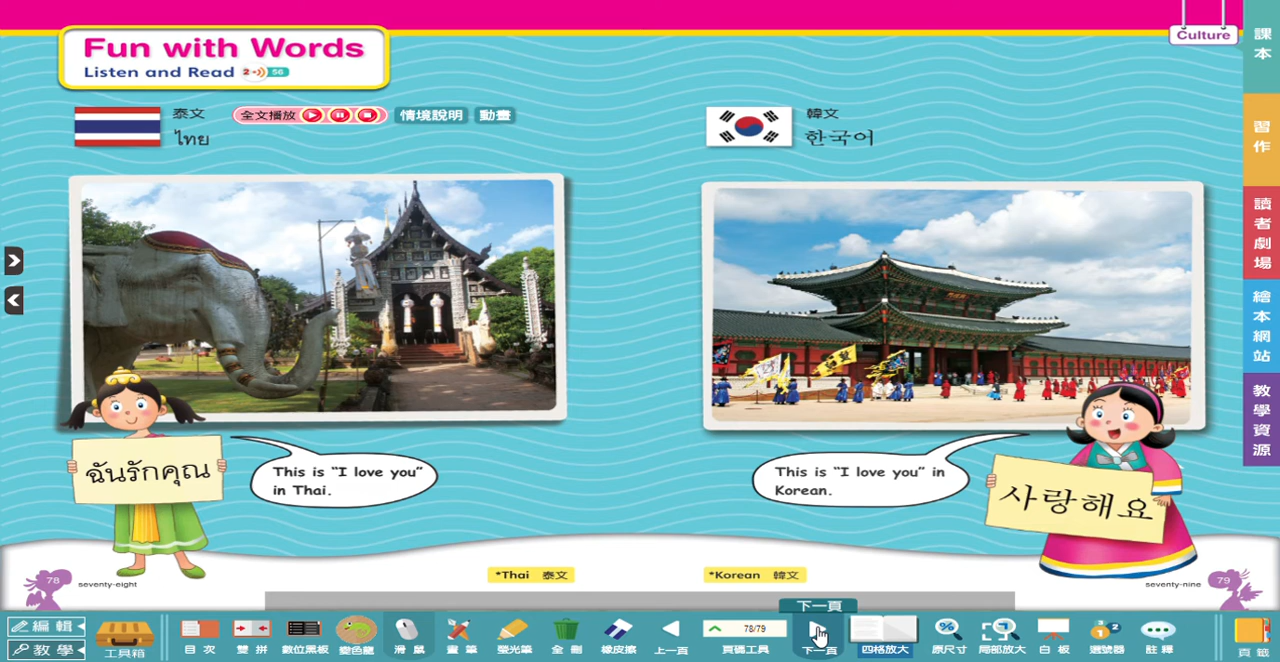 Culture
Fun with Words
Listen and Read 2 56
泰文
ไทย
全文播放
情境說明
動畫
韓文
한국어
ฉันรักคุณ
This is “I love you”
in Thai.
This is “I love you” in
Korean.
사랑해요
78
seventy-eight
*Thai 泰文
*Korean 韓文
seventy-nine
79
課本
習作
讀者劇場
繪本網站
教學資源
下一頁
編輯
教學
工具箱
目次
雙拼
數位黑板
變色龍
滑鼠
畫筆
螢光筆
全刪
橡皮擦
上一頁
78/79
頁碼工具
下一頁
四格放大
原尺寸
局部放大
白板
選號器
註釋
頁籤